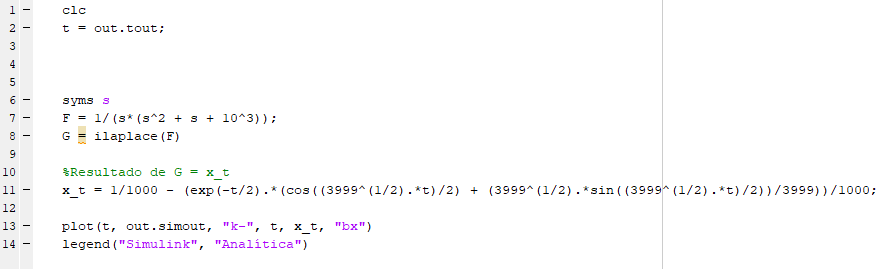 1 - clc
2 - t = out.tout;
3
4
5
6 - syms s
7 - F = 1/(s*(s^2 + s + 10^3));
8 - G = ilaplace(F)
9
10 %Resultado de G = x_t
11 - x_t = 1/1000 - (exp(-t/2).*(cos((3999^(1/2).*t)/2) + (3999^(1/2).*sin((3999^(1/2).*t)/2))/3999))/1000;
12
13 - plot(t, out.simout, "k-", t, x_t, "bx")
14 - legend("Simulink", "Analítica")